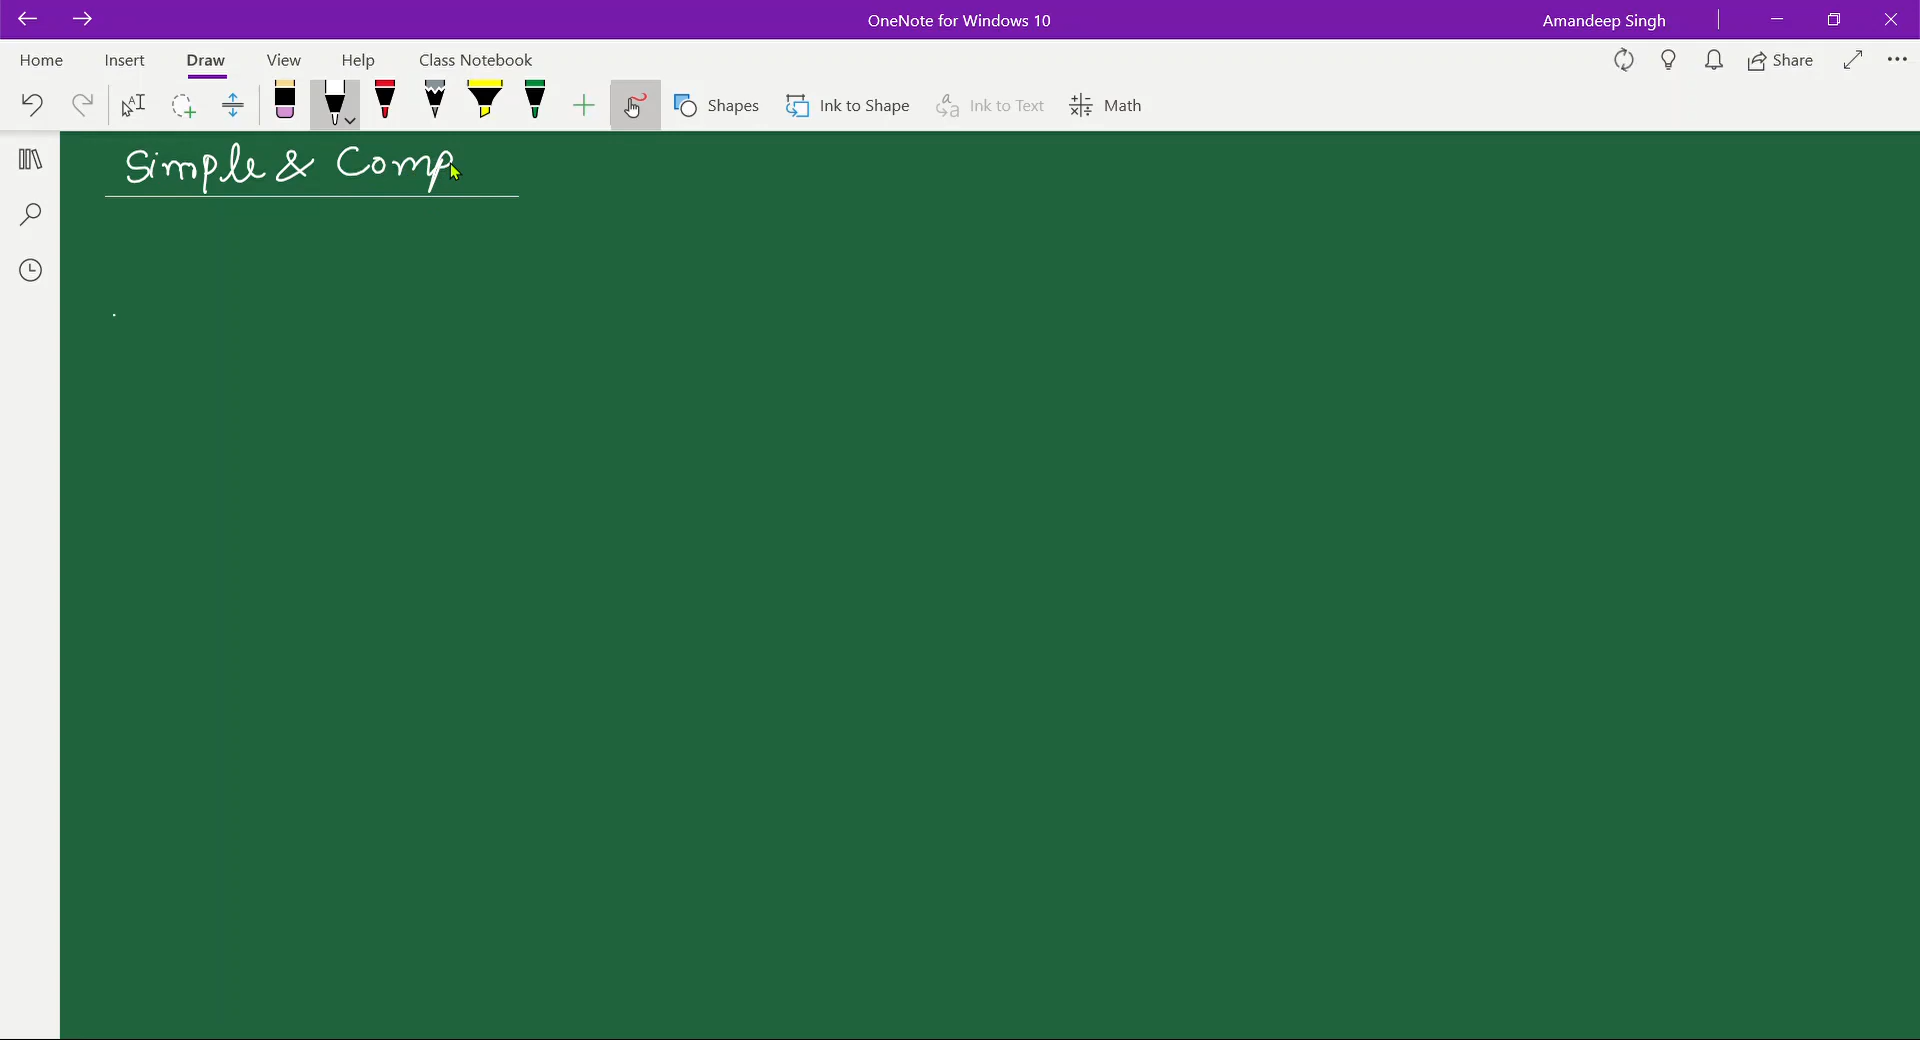 OneNote for Windows 10
Amandeep Singh
Home Insert Draw View Help Class Notebook
Share
Shapes Ink to Shape Ink to Text Math
Simple & Comp